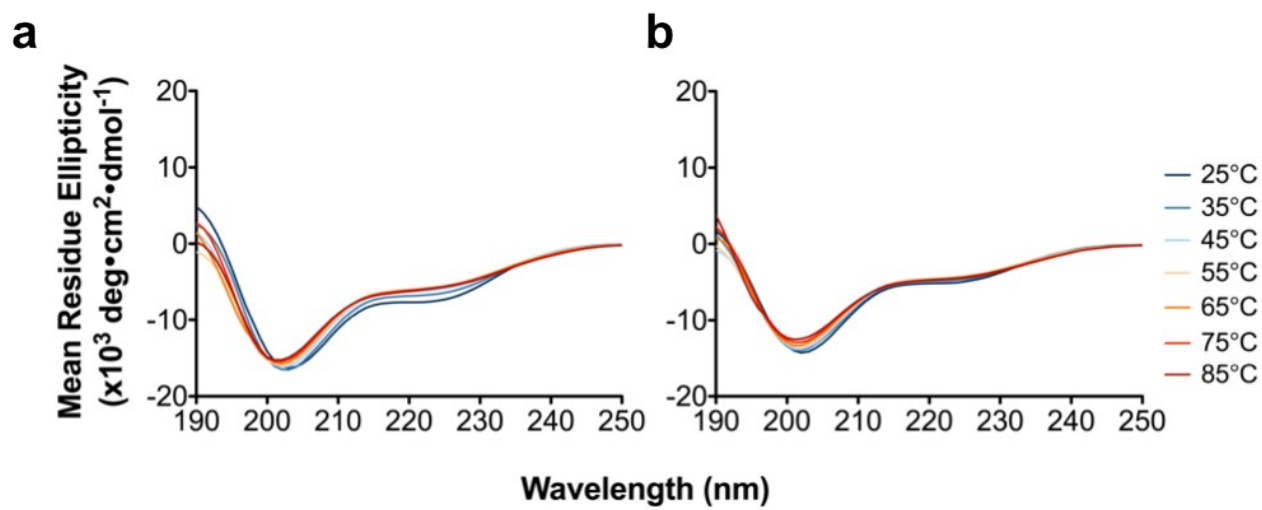 a
b
Mean Residue Ellipticity
(x10³ deg•cm²•dmol⁻¹)
20
10
0
-10
-20
190 200 210 220 230 240 250
20
10
0
-10
-20
190 200 210 220 230 240 250
25°C
35°C
45°C
55°C
65°C
75°C
85°C
Wavelength (nm)